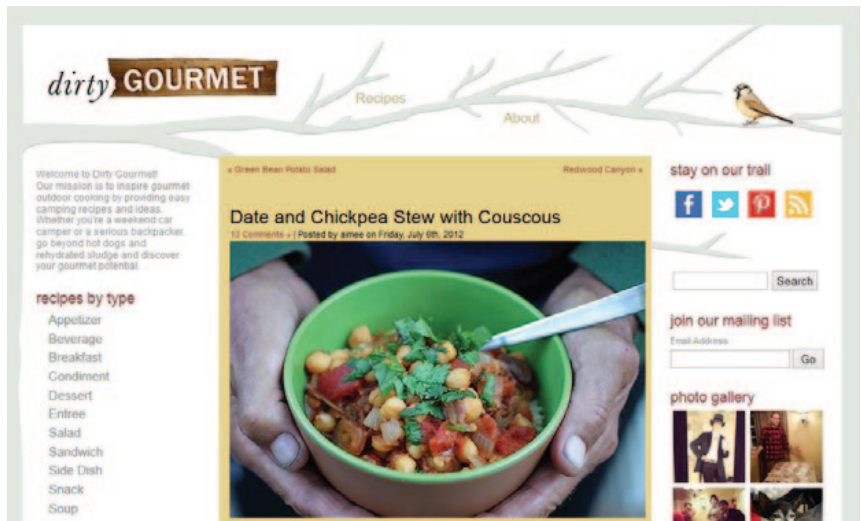 dirty GOURMET
Recipes
About
Welcome to Dirty Gourmet!
Our mission is to inspire gourmet
outdoor cooking by providing easy
camping recipes and ideas.
Whether you're a weekend car
camper or a serious backpacker,
go beyond hot dogs and
rehydrated sludge and discover
your gourmet potential.
recipes by type
Appetizer
Beverage
Breakfast
Condiment
Dessert
Entree
Salad
Sandwich
Side Dish
Snack
Soup
« Green Bean Potato Salad
Redwood Canyon »
Date and Chickpea Stew with Couscous
13 Comments » | Posted by aimee on Friday, July 6th, 2012
stay on our trail
Search
join our mailing list
Email Address
Go
photo gallery